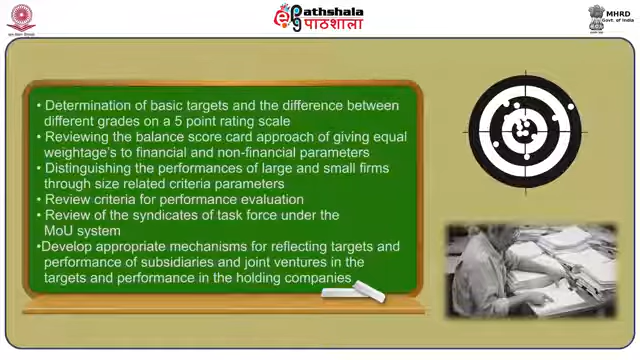 ePathshala
पाठशाला
MHRD
Govt. of India
• Determination of basic targets and the difference between
different grades on a 5 point rating scale
• Reviewing the balance score card approach of giving equal
weightage's to financial and non-financial parameters
• Distinguishing the performances of large and small firms
through size related criteria parameters
• Review criteria for performance evaluation
• Review of the syndicates of task force under the
MoU system
•Develop appropriate mechanisms for reflecting targets and
performance of subsidiaries and joint ventures in the
targets and performance in the holding companies